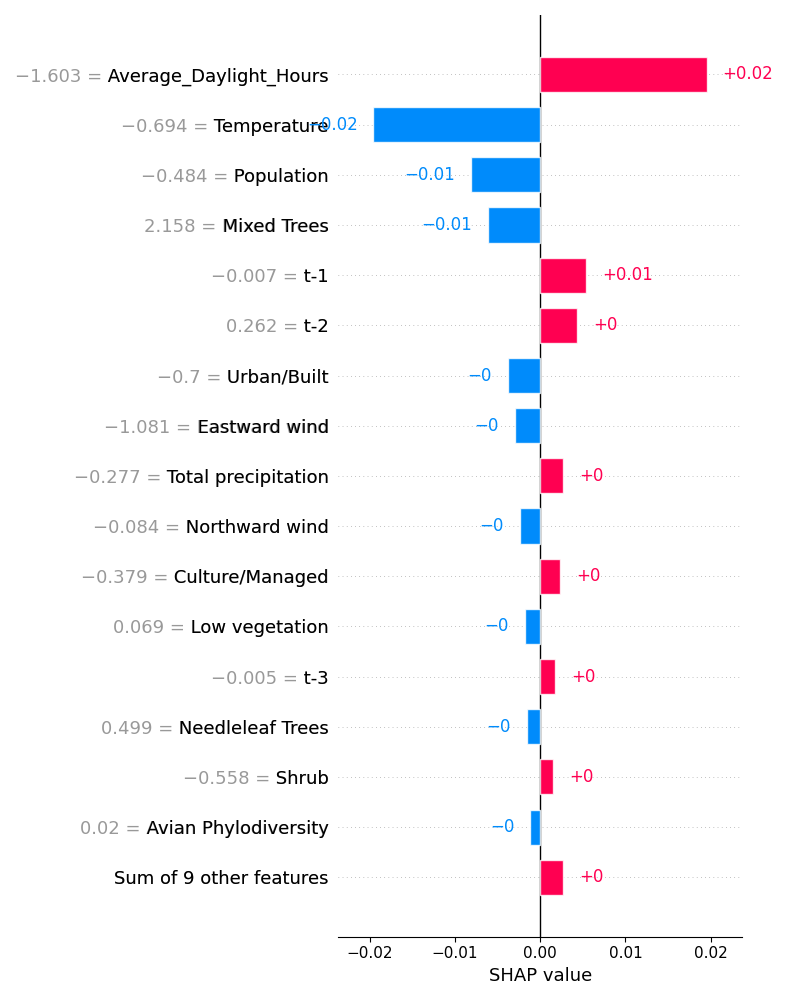 −1.603 = Average_Daylight_Hours +0.02
−0.694 = Temperature −0.02
−0.484 = Population −0.01
2.158 = Mixed Trees −0.01
−0.007 = t-1 +0.01
0.262 = t-2 +0
−0.7 = Urban/Built −0
−1.081 = Eastward wind −0
−0.277 = Total precipitation +0
−0.084 = Northward wind −0
−0.379 = Culture/Managed +0
0.069 = Low vegetation −0
−0.005 = t-3 +0
0.499 = Needleleaf Trees −0
−0.558 = Shrub +0
0.02 = Avian Phylodiversity −0
Sum of 9 other features +0
−0.02 −0.01 0.00 0.01 0.02
SHAP value